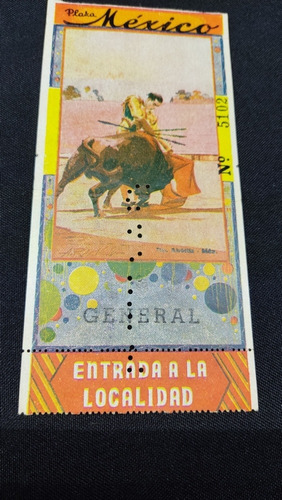 Plaza
México
Nº 5102
GENERAL
ENTRADA A LA
LOCALIDAD